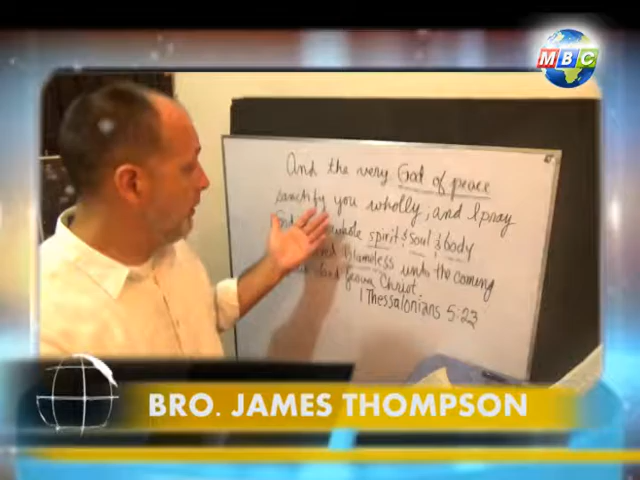 MBC
And the very God of peace
sanctify you wholly; and I pray
whole spirit & soul & body
blameless unto the coming
Jesus Christ.
1 Thessalonians 5:23
BRO. JAMES THOMPSON